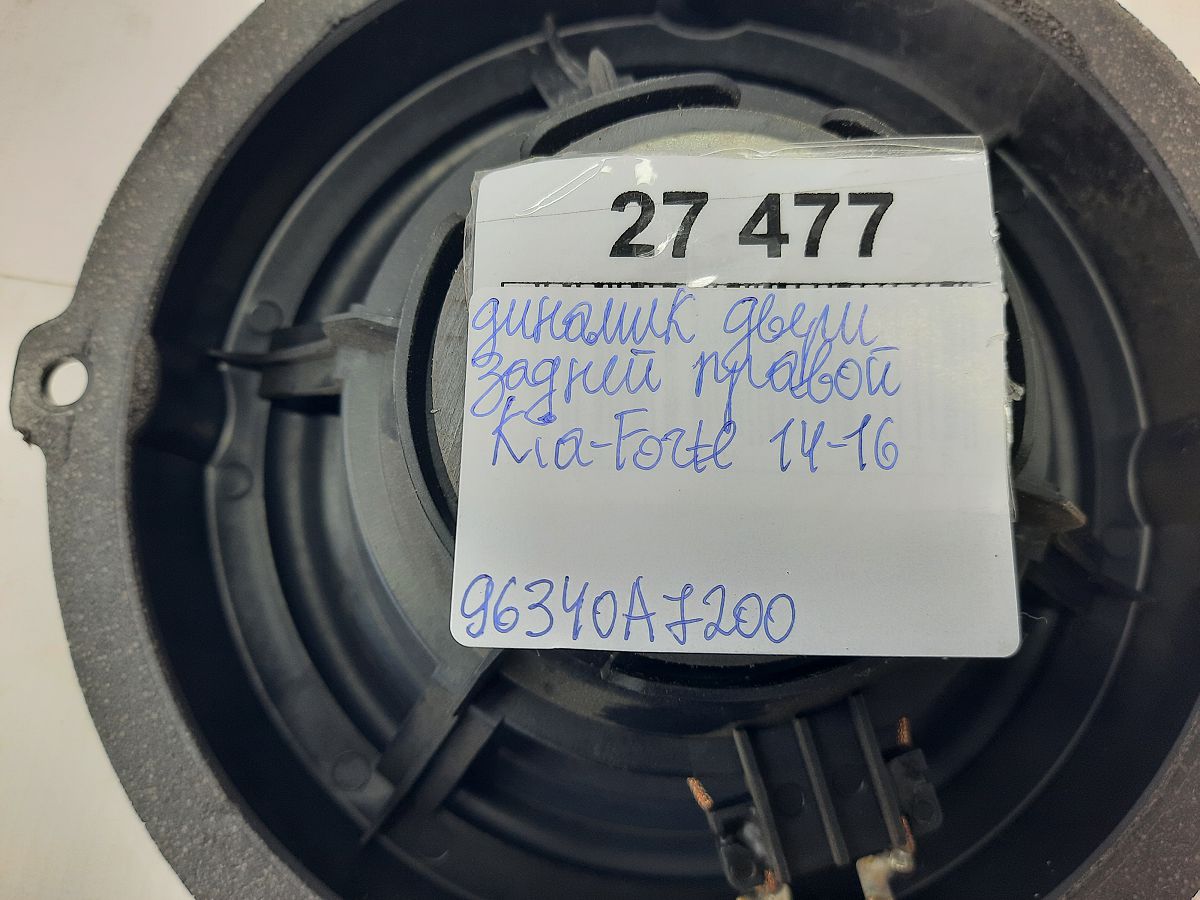 27 477
динамик двери
задней правой
Kia-Forte 14-16
96340A7200